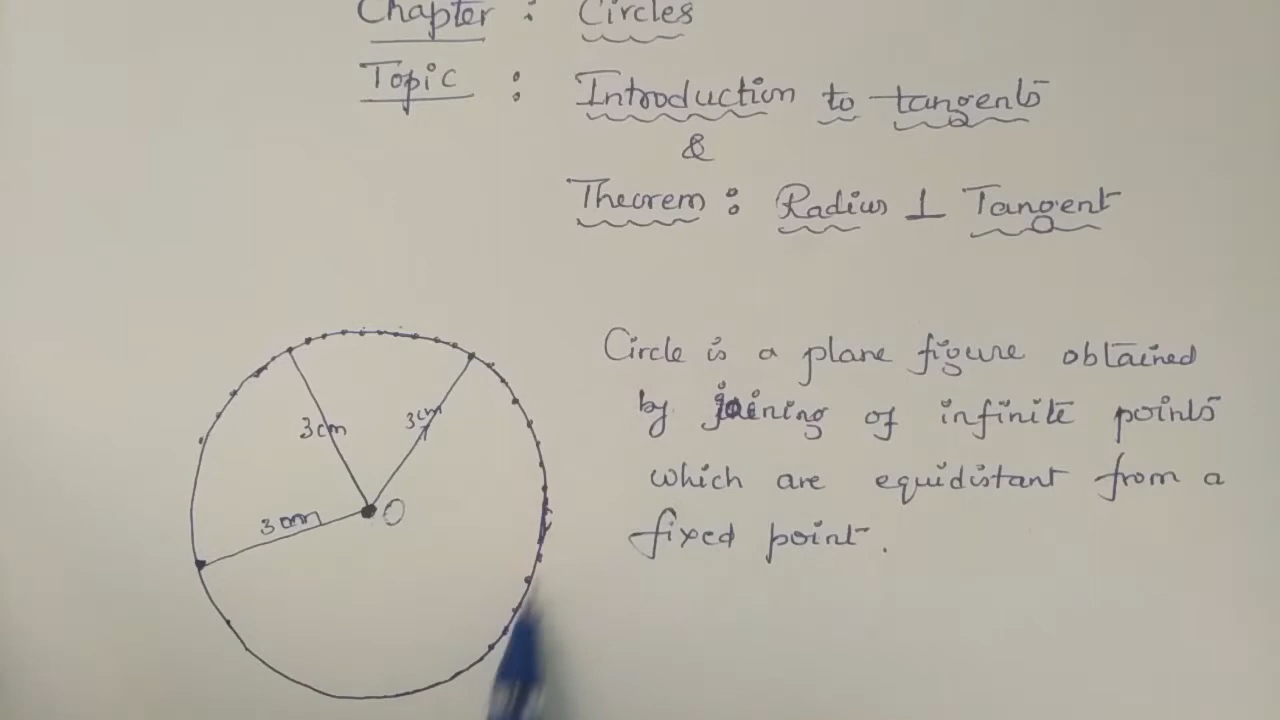 Chapter : Circles
Topic : Introduction to tangents
&
Theorem : Radius ⊥ Tangent
Circle is a plane figure obtained
by joining of infinite points
which are equidistant from a
fixed point.
3cm
3cm
3cm
O